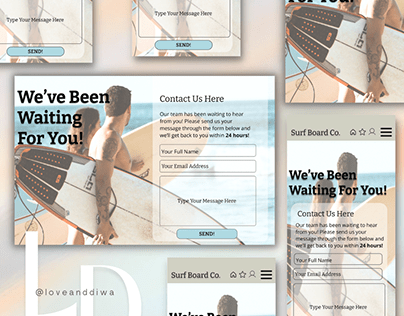 Type Your Message Here
SEND!
Type Your Message Here
SEND!
For You!
We've Been
Waiting
For You!
Contact Us Here
Our team has been waiting to hear
from you! Please send us your
message through the form below and
we'll get back to you within 24 hours!
Your Full Name
Your Email Address
Type Your Message Here
SEND!
Surf Board Co.
We've Been
Waiting For You!
Contact Us Here
Our team has been waiting to hear
from you! Please send us your
message through the form below and
we'll get back to you within 24
hours!
Your Full Name
Your Email Address
Type Your Message Here
LD
@loveanddiwa
Surf Board Co.
We've Been